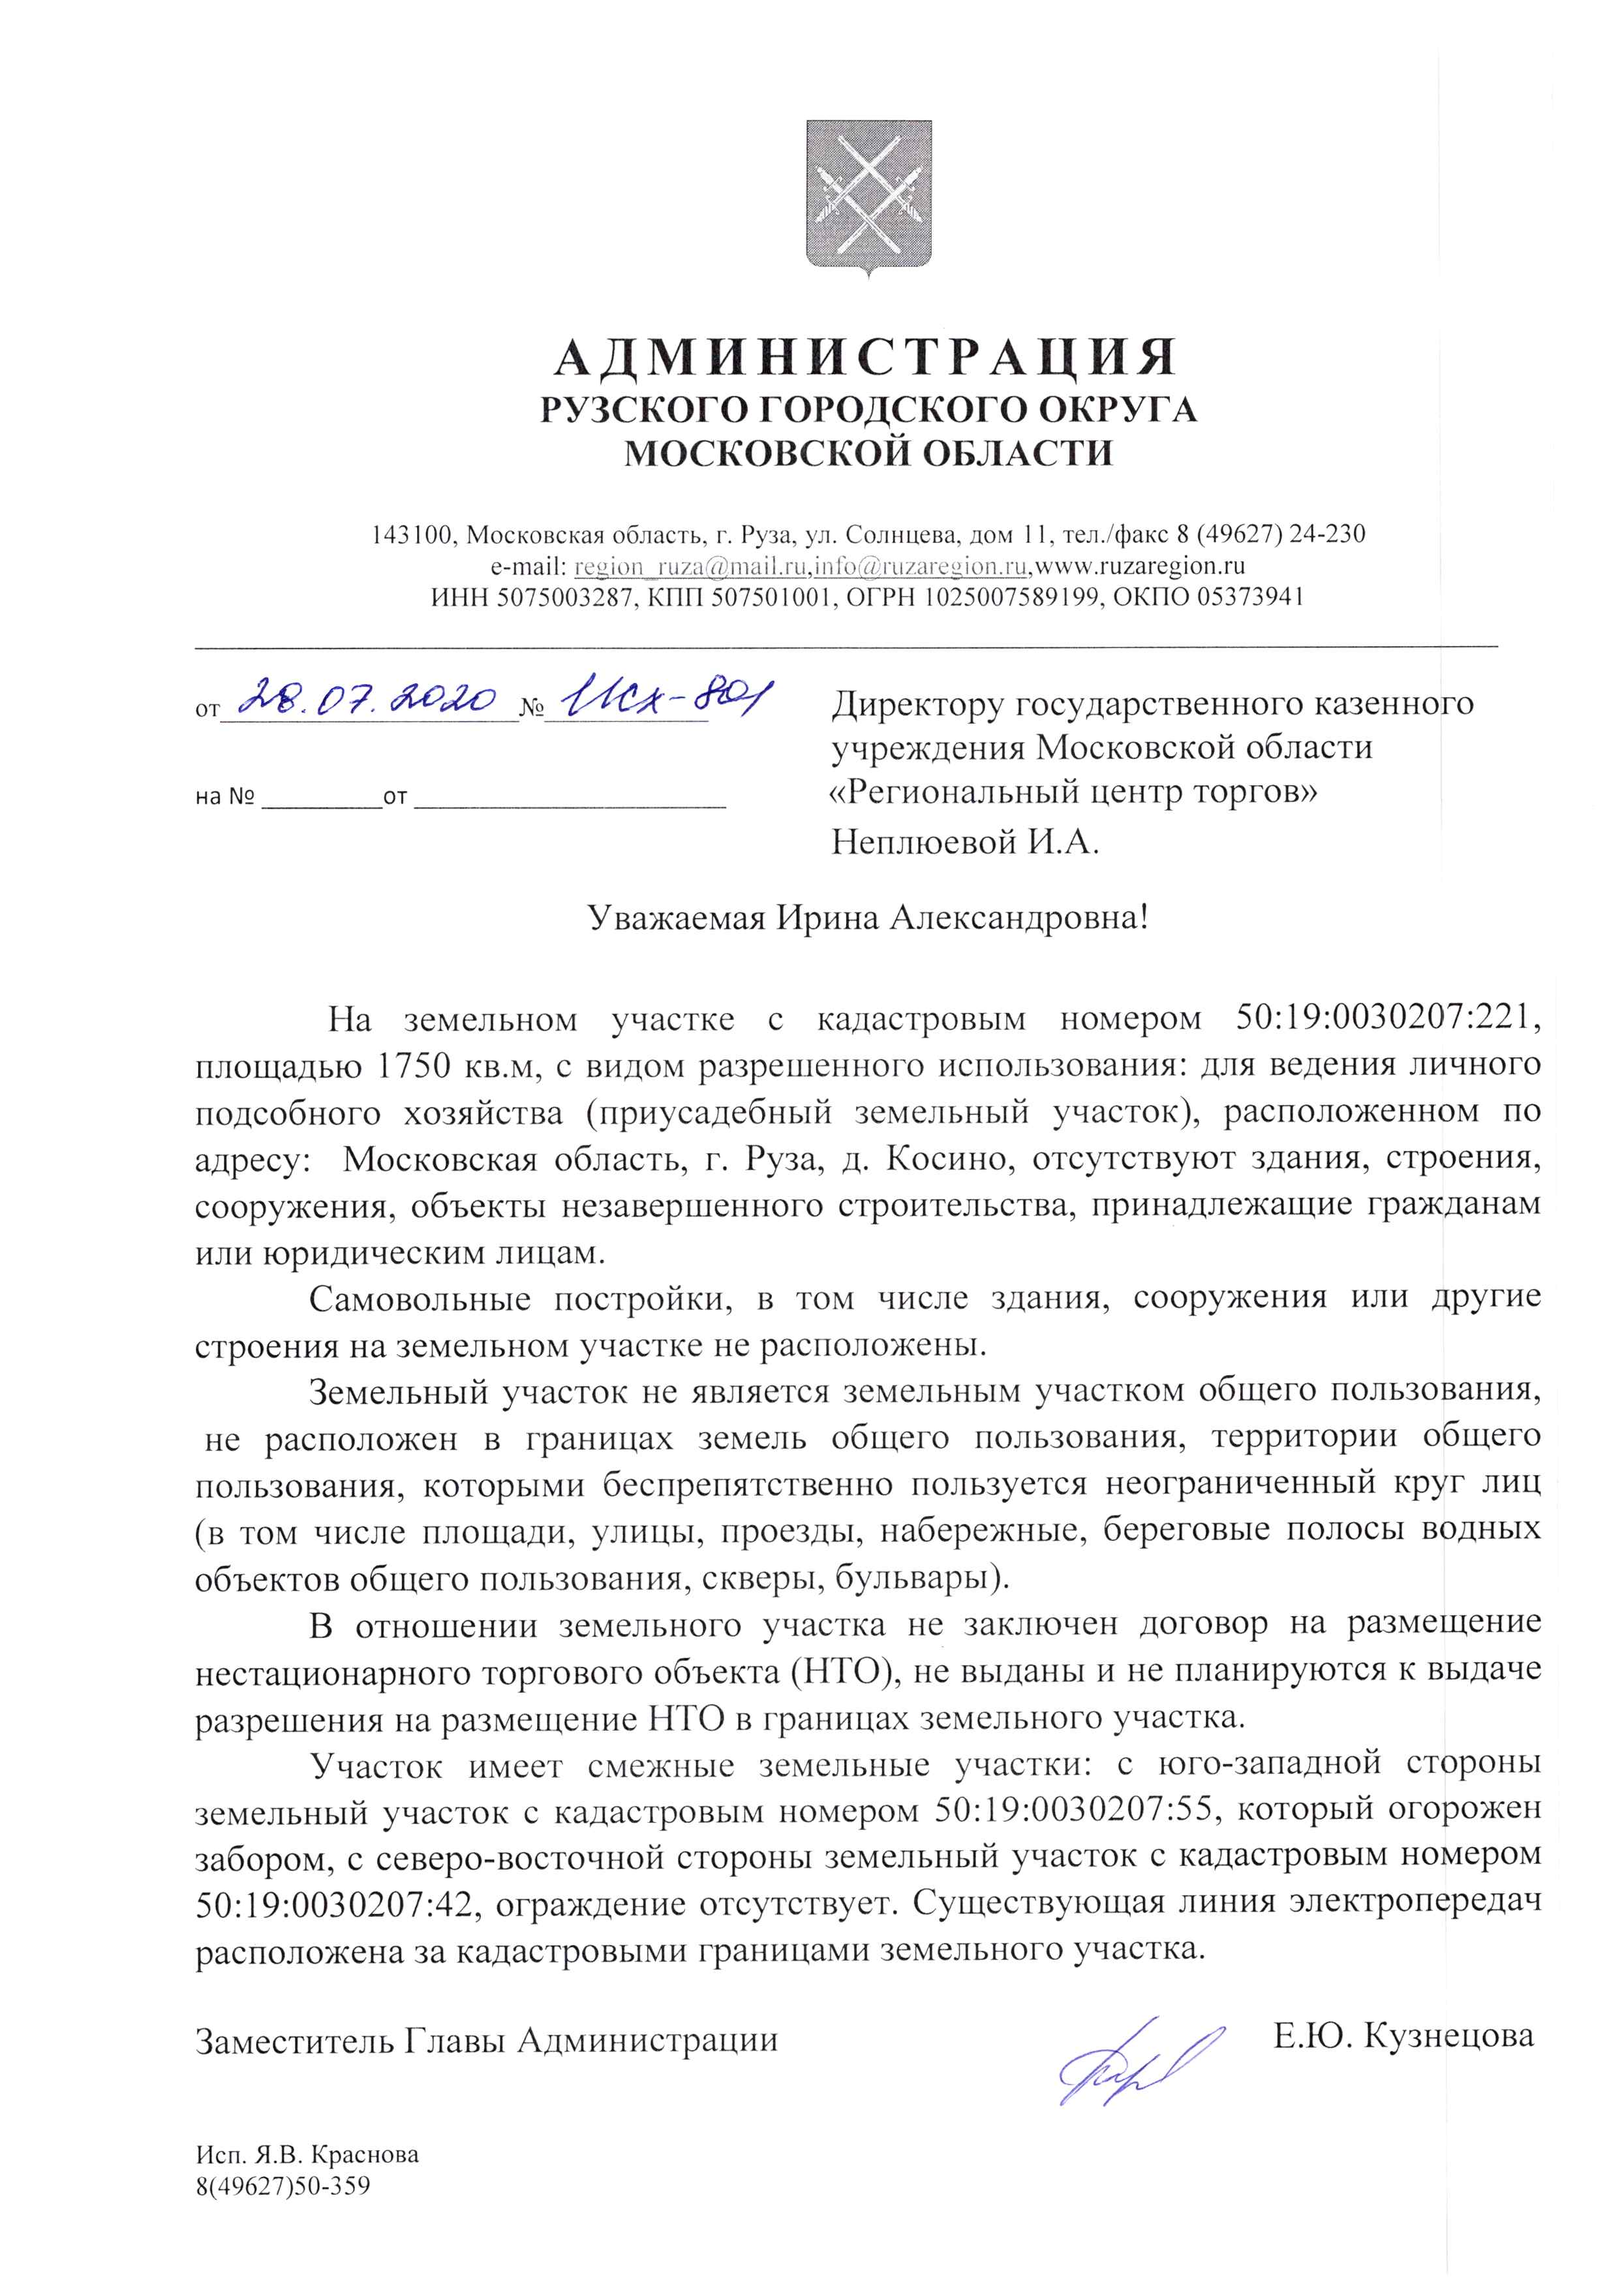 АДМИНИСТРАЦИЯ
РУЗСКОГО ГОРОДСКОГО ОКРУГА
МОСКОВСКОЙ ОБЛАСТИ
143100, Московская область, г. Руза, ул. Солнцева, дом 11, тел./факс 8 (49627) 24-230
e-mail: region_ruza@mail.ru,info@ruzaregion.ru,www.ruzaregion.ru
ИНН 5075003287, КПП 507501001, ОГРН 1025007589199, ОКПО 05373941
от 28.07.2020 № Исх-801
на № __________от
Директору государственного казенного
учреждения Московской области
«Региональный центр торгов»
Неплюевой И.А.
Уважаемая Ирина Александровна!
На земельном участке с кадастровым номером 50:19:0030207:221,
площадью 1750 кв.м, с видом разрешенного использования: для ведения личного
подсобного хозяйства (приусадебный земельный участок), расположенном по
адресу: Московская область, г. Руза, д. Косино, отсутствуют здания, строения,
сооружения, объекты незавершенного строительства, принадлежащие гражданам
или юридическим лицам.
Самовольные постройки, в том числе здания, сооружения или другие
строения на земельном участке не расположены.
Земельный участок не является земельным участком общего пользования,
не расположен в границах земель общего пользования, территории общего
пользования, которыми беспрепятственно пользуется неограниченный круг лиц
(в том числе площади, улицы, проезды, набережные, береговые полосы водных
объектов общего пользования, скверы, бульвары).
В отношении земельного участка не заключен договор на размещение
нестационарного торгового объекта (НТО), не выданы и не планируются к выдаче
разрешения на размещение НТО в границах земельного участка.
Участок имеет смежные земельные участки: с юго-западной стороны
земельный участок с кадастровым номером 50:19:0030207:55, который огорожен
забором, с северо-восточной стороны земельный участок с кадастровым номером
50:19:0030207:42, ограждение отсутствует. Существующая линия электропередач
расположена за кадастровыми границами земельного участка.
Заместитель Главы Администрации
Е.Ю. Кузнецова
Исп. Я.В. Краснова
8(49627)50-359